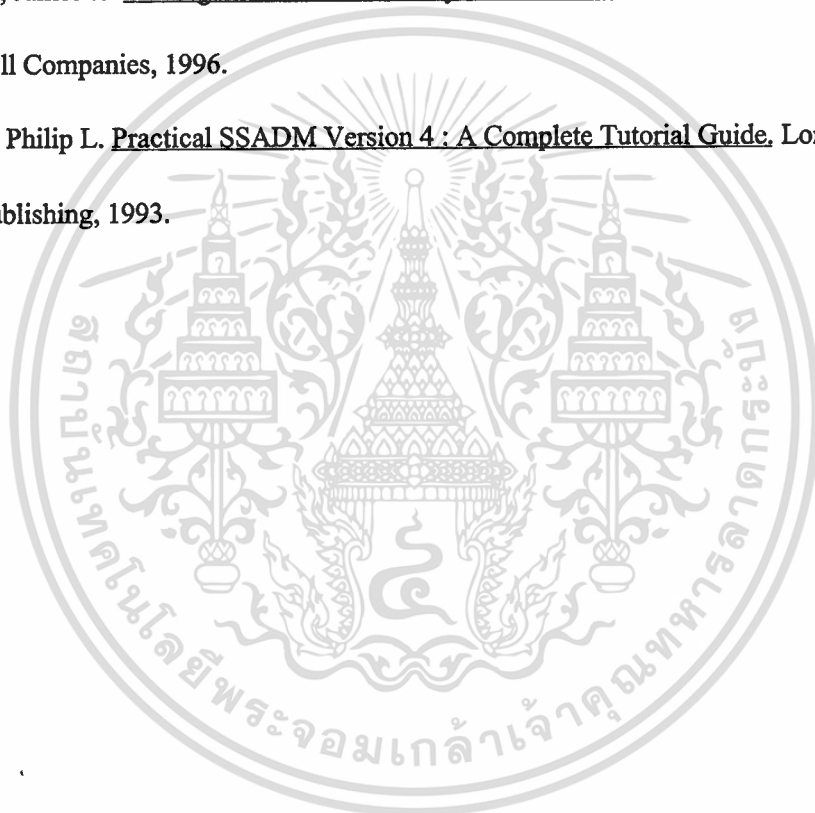 ll Companies, 1996.
Philip L. Practical SSADM Version 4 : A Complete Tutorial Guide. Lo
ublishing, 1993.
สถาบันเทคโนโลยีพระจอมเกล้าเจ้าคุณทหารลาดกระบัง
๔